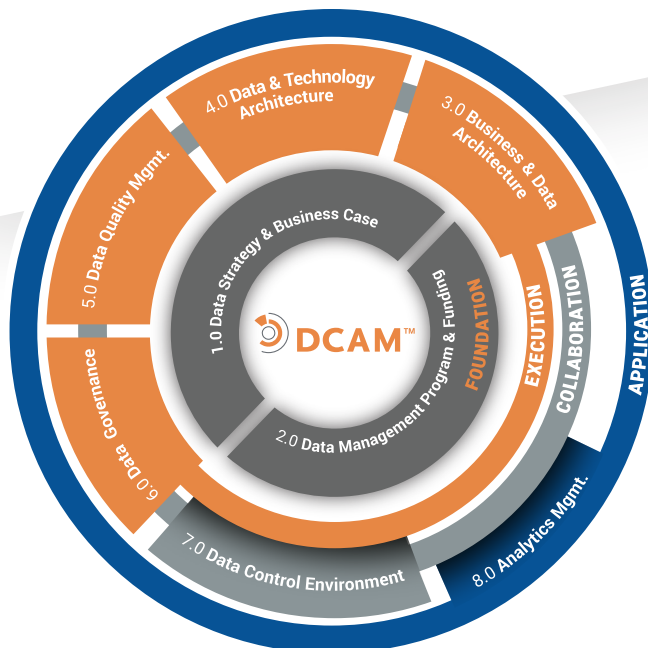 4.0 Data & Technology
Architecture
3.0 Business & Data
Architecture
5.0 Data Quality Mgmt.
1.0 Data Strategy & Business Case
2.0 Data Management Program & Funding
FOUNDATION
EXECUTION
COLLABORATION
APPLICATION
DCAM™
6.0 Data Governance
7.0 Data Control Environment
8.0 Analytics Mgmt.